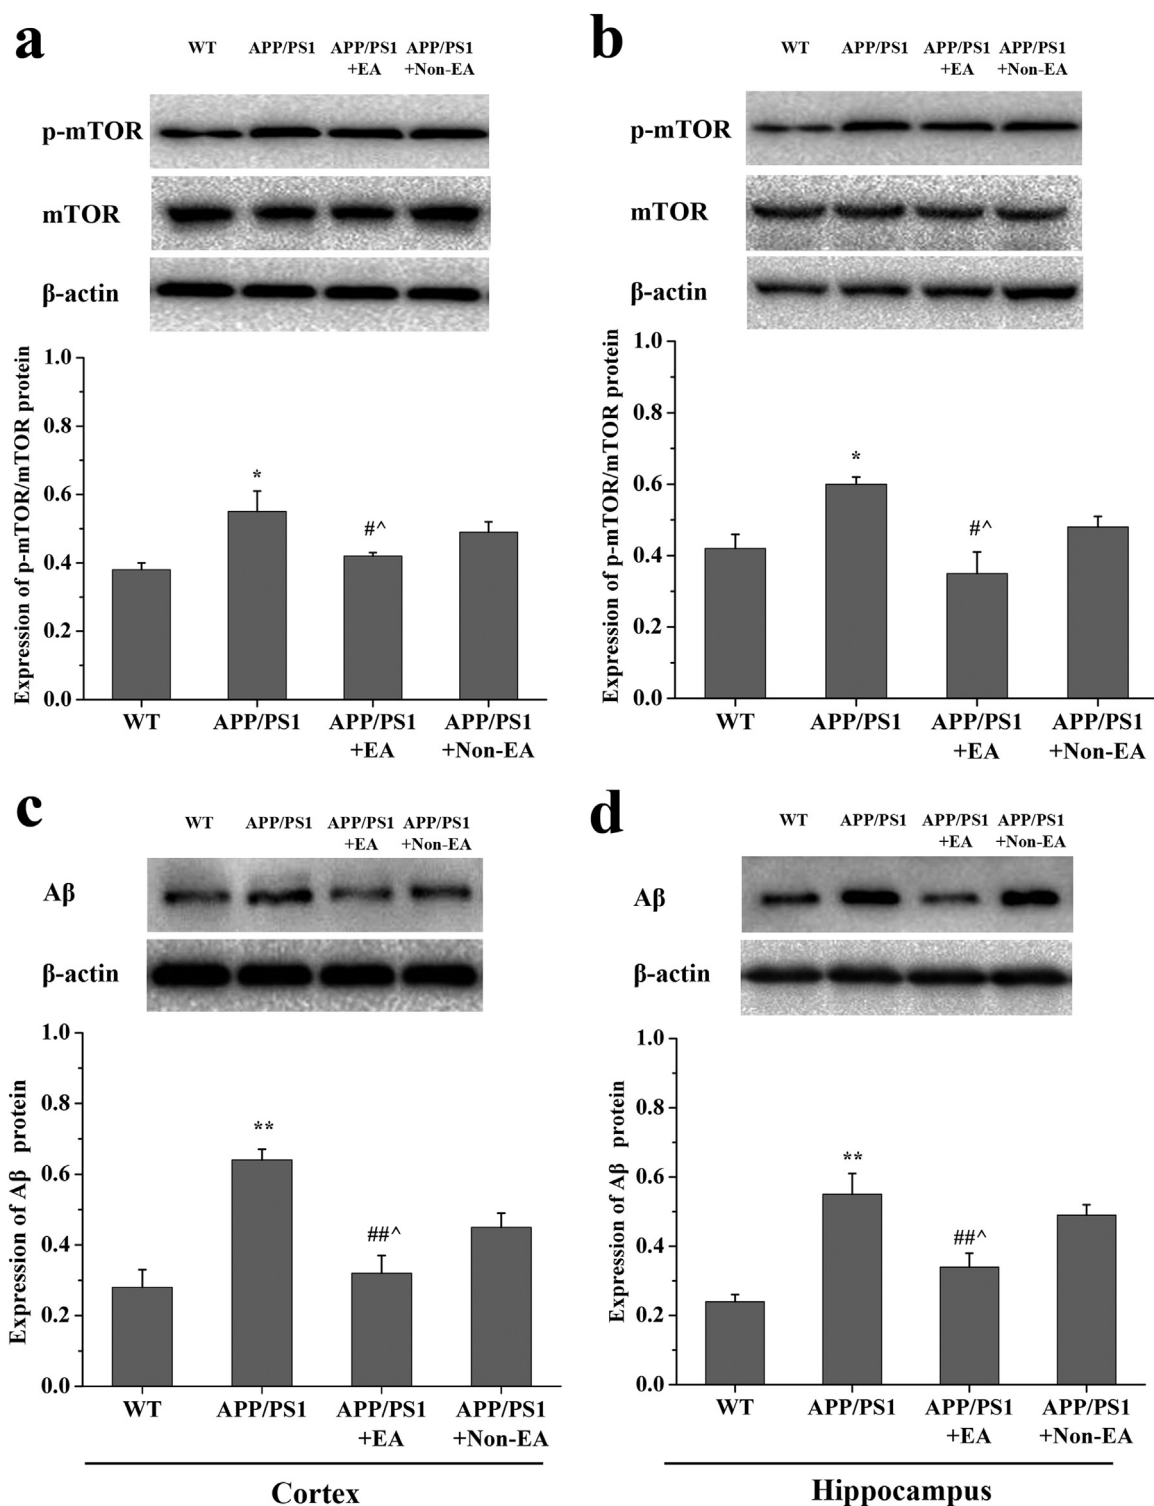 a
WT APP/PS1 APP/PS1 APP/PS1
+EA +Non-EA
p-mTOR
mTOR
β-actin
Expression of p-mTOR/mTOR protein
1.0
0.8
0.6
0.4
0.2
0.0
*
#^
WT APP/PS1 APP/PS1 APP/PS1
+EA +Non-EA
b
WT APP/PS1 APP/PS1 APP/PS1
+EA +Non-EA
p-mTOR
mTOR
β-actin
Expression of p-mTOR/mTOR protein
1.0
0.8
0.6
0.4
0.2
0.0
*
#^
WT APP/PS1 APP/PS1 APP/PS1
+EA +Non-EA
c
WT APP/PS1 APP/PS1 APP/PS1
+EA +Non-EA
Aβ
β-actin
Expression of Aβ protein
1.0
0.8
0.6
0.4
0.2
0.0
**
##^
WT APP/PS1 APP/PS1 APP/PS1
+EA +Non-EA
Cortex
d
WT APP/PS1 APP/PS1 APP/PS1
+EA +Non-EA
Aβ
β-actin
Expression of Aβ protein
1.0
0.8
0.6
0.4
0.2
0.0
**
##^
WT APP/PS1 APP/PS1 APP/PS1
+EA +Non-EA
Hippocampus